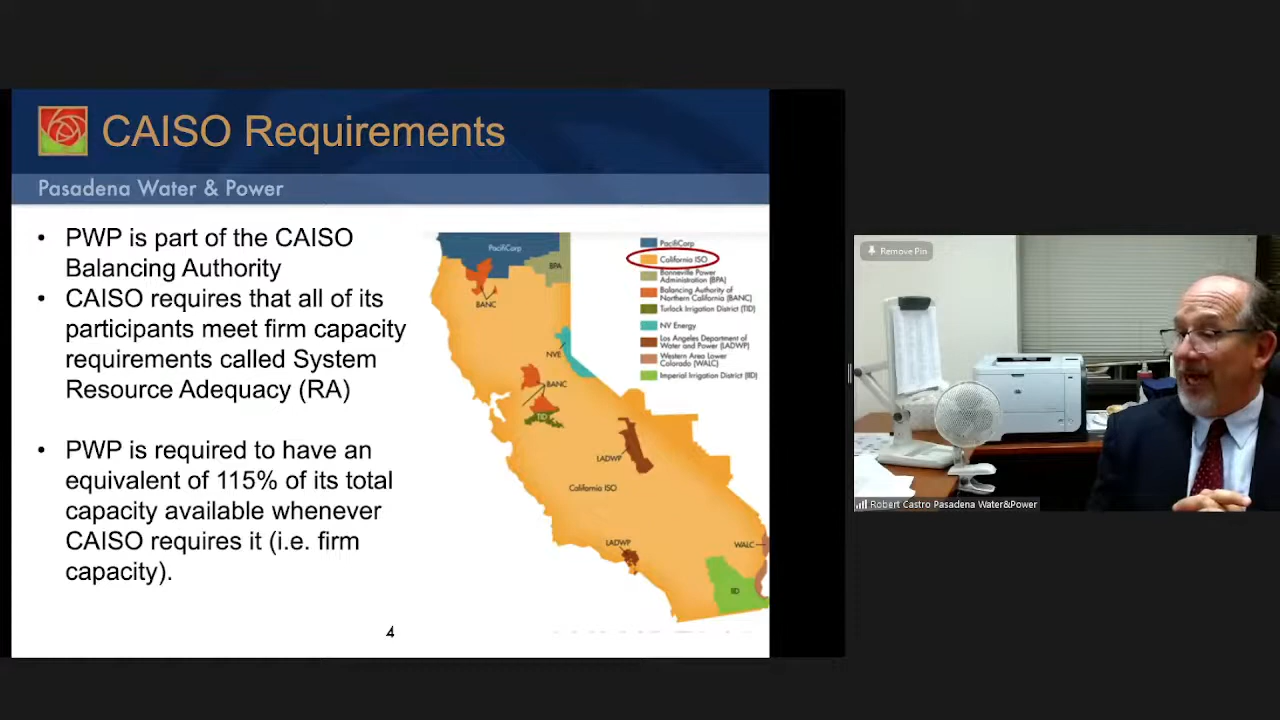 CAISO Requirements
Pasadena Water & Power
• PWP is part of the CAISO
Balancing Authority
• CAISO requires that all of its
participants meet firm capacity
requirements called System
Resource Adequacy (RA)
• PWP is required to have an
equivalent of 115% of its total
capacity available whenever
CAISO requires it (i.e. firm
capacity).
4
PacifiCorp
BPA
BANC
NVE
BANC
TID
LADWP
California ISO
LADWP
WALC
IID
PacifiCorp
California ISO
Bonneville Power
Administration (BPA)
Balancing Authority of
Northern California (BANC)
Turlock Irrigation District (TID)
NV Energy
Los Angeles Department of
Water and Power (LADWP)
Western Area Lower
Colorado (WALC)
Imperial Irrigation District (IID)
Remove Pin
Robert Castro Pasadena Water&Power